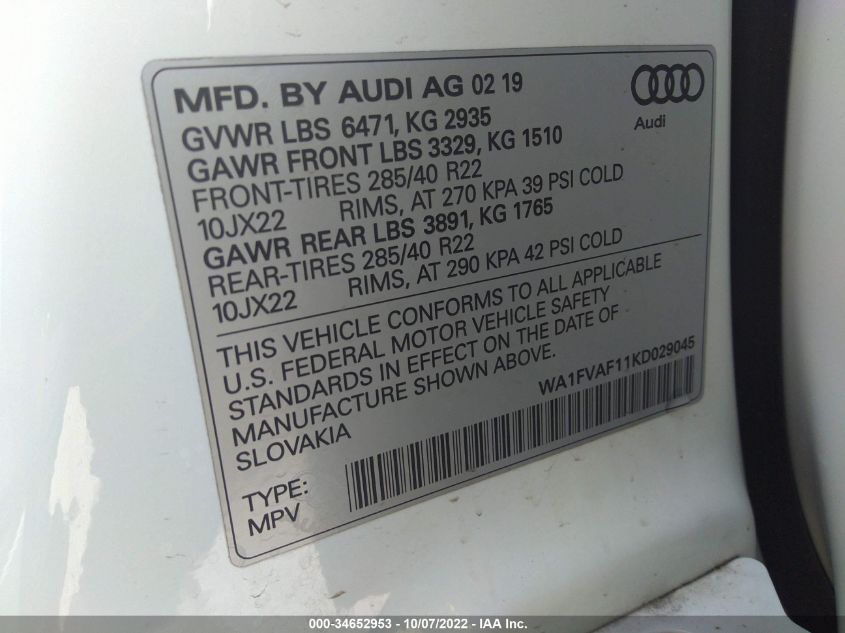 MFD. BY AUDI AG 02 19
Audi
GVWR LBS 6471, KG 2935
GAWR FRONT LBS 3329, KG 1510
FRONT-TIRES 285/40 R22
10JX22 RIMS, AT 270 KPA 39 PSI COLD
GAWR REAR LBS 3891, KG 1765
REAR-TIRES 285/40 R22
10JX22 RIMS, AT 290 KPA 42 PSI COLD
THIS VEHICLE CONFORMS TO ALL APPLICABLE
U.S. FEDERAL MOTOR VEHICLE SAFETY
STANDARDS IN EFFECT ON THE DATE OF
MANUFACTURE SHOWN ABOVE.
SLOVAKIA
WA1FVAF11KD029045
TYPE:
MPV
000-34652953 - 10/07/2022 - IAA Inc.